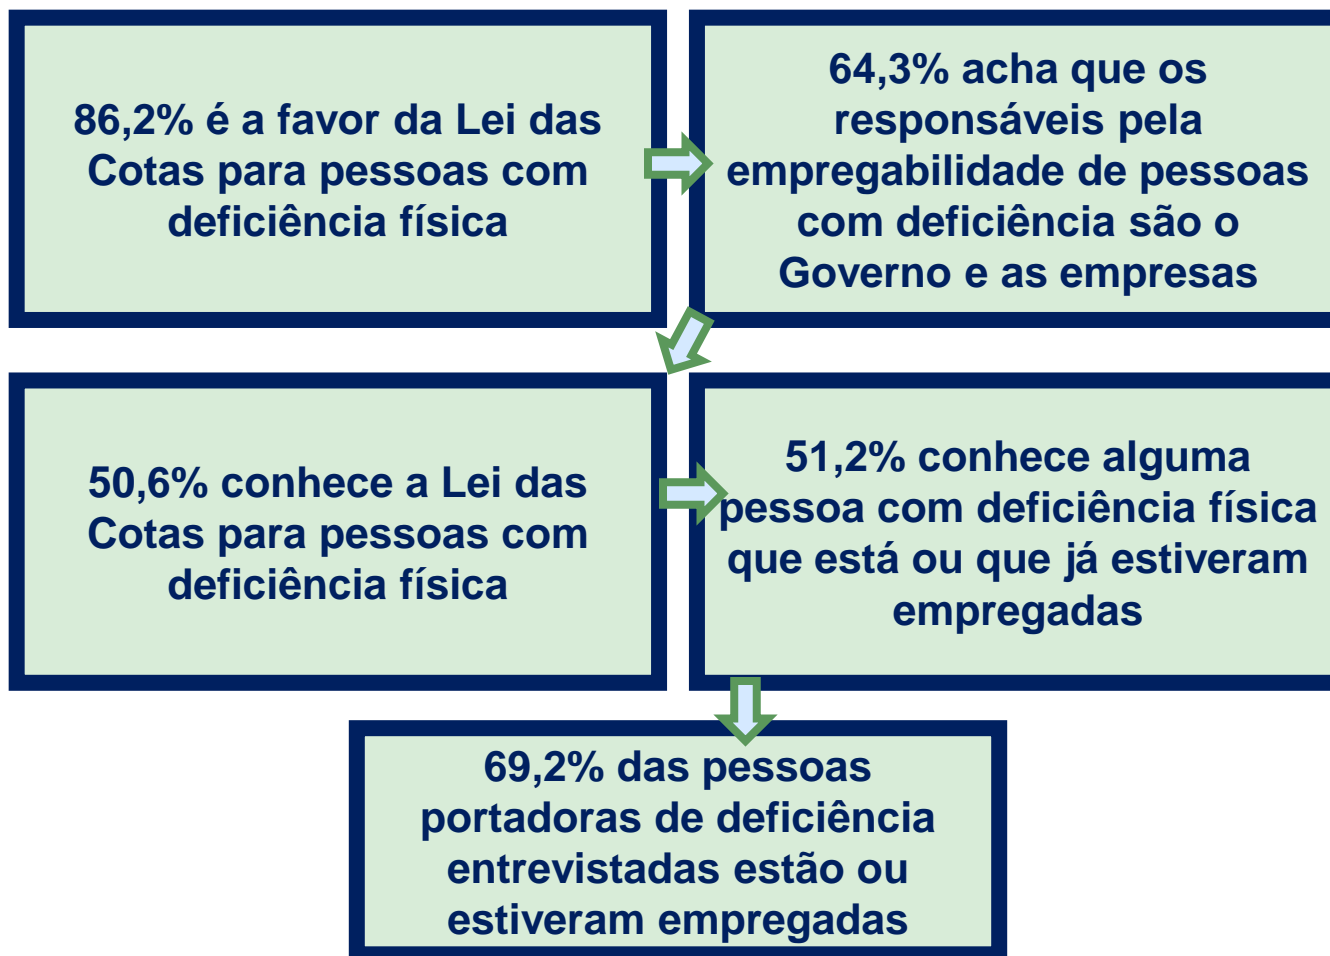 86,2% é a favor da Lei das
Cotas para pessoas com
deficiência física
64,3% acha que os
responsáveis pela
empregabilidade de pessoas
com deficiência são o
Governo e as empresas
50,6% conhece a Lei das
Cotas para pessoas com
deficiência física
51,2% conhece alguma
pessoa com deficiência física
que está ou que já estiveram
empregadas
69,2% das pessoas
portadoras de deficiência
entrevistadas estão ou
estiveram empregadas